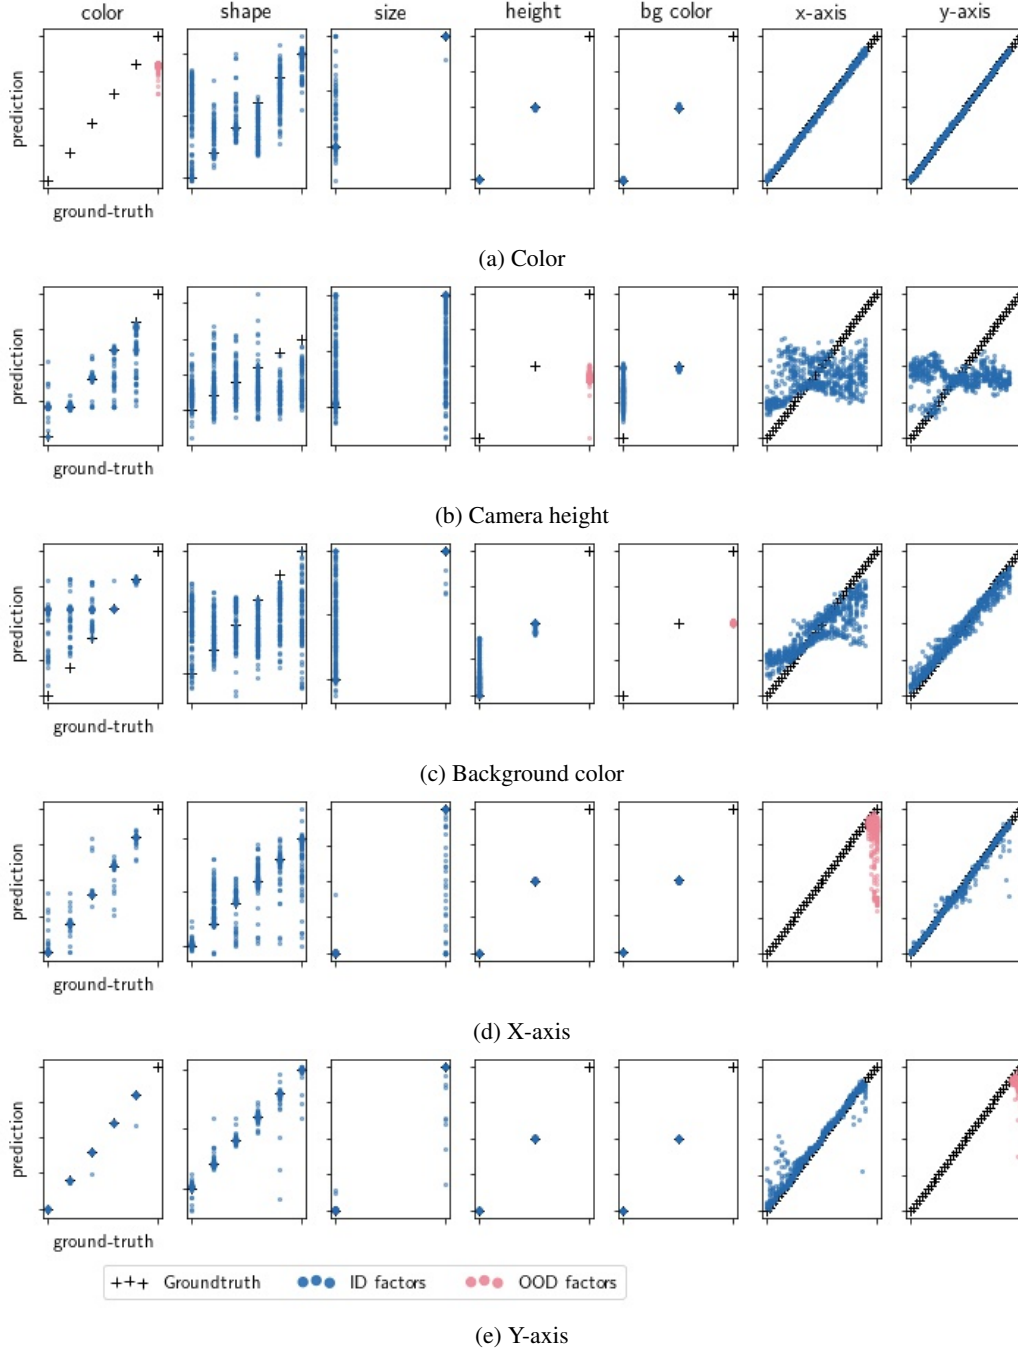 color shape size height bg color x-axis y-axis
prediction
ground-truth
(a) Color
prediction
ground-truth
(b) Camera height
prediction
ground-truth
(c) Background color
prediction
ground-truth
(d) X-axis
prediction
ground-truth
+++ Groundtruth ID factors OOD factors
(e) Y-axis